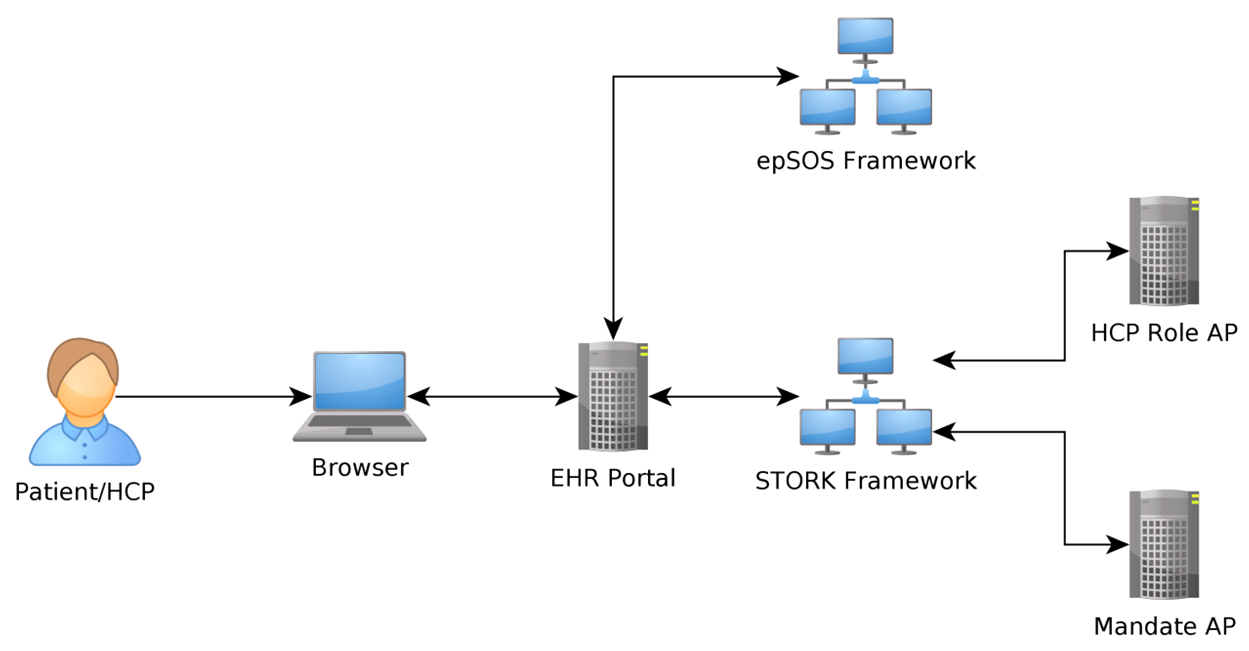 epSOS Framework
HCP Role AP
Patient/HCP
Browser
EHR Portal
STORK Framework
Mandate AP